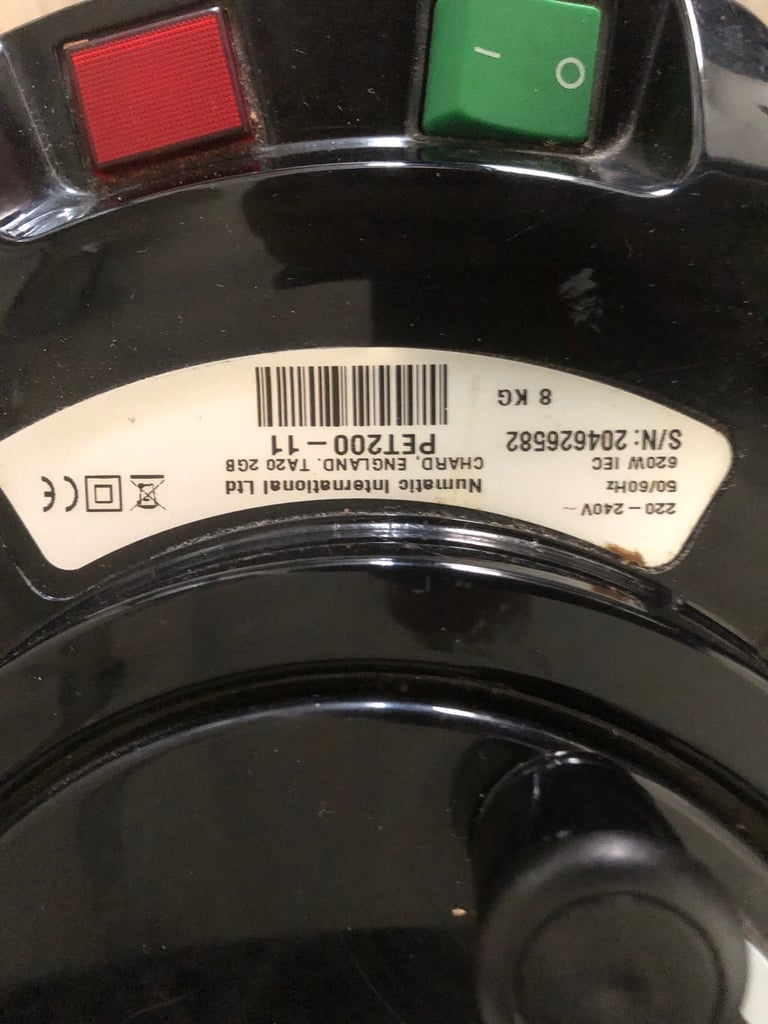 220 – 240V ~
50/60Hz
620W IEC
S/N: 204626582
8 KG
Numatic International Ltd
CHARD, ENGLAND. TA20 2GB
PET200 – 11
CE
I O